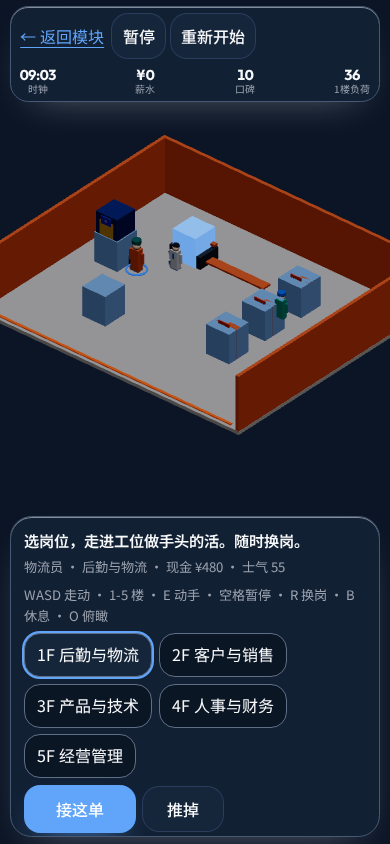 ← 返回模块 暂停 重新开始
09:03 ¥0 10 36
时钟 薪水 口碑 1楼负荷
选岗位，走进工位做手头的活。随时换岗。
物流员 · 后勤与物流 · 现金 ¥480 · 士气 55
WASD 走动 · 1-5 楼 · E 动手 · 空格暂停 · R 换岗 · B
休息 · O 俯瞰
1F 后勤与物流 2F 客户与销售
3F 产品与技术 4F 人事与财务
5F 经营管理
接这单 推掉